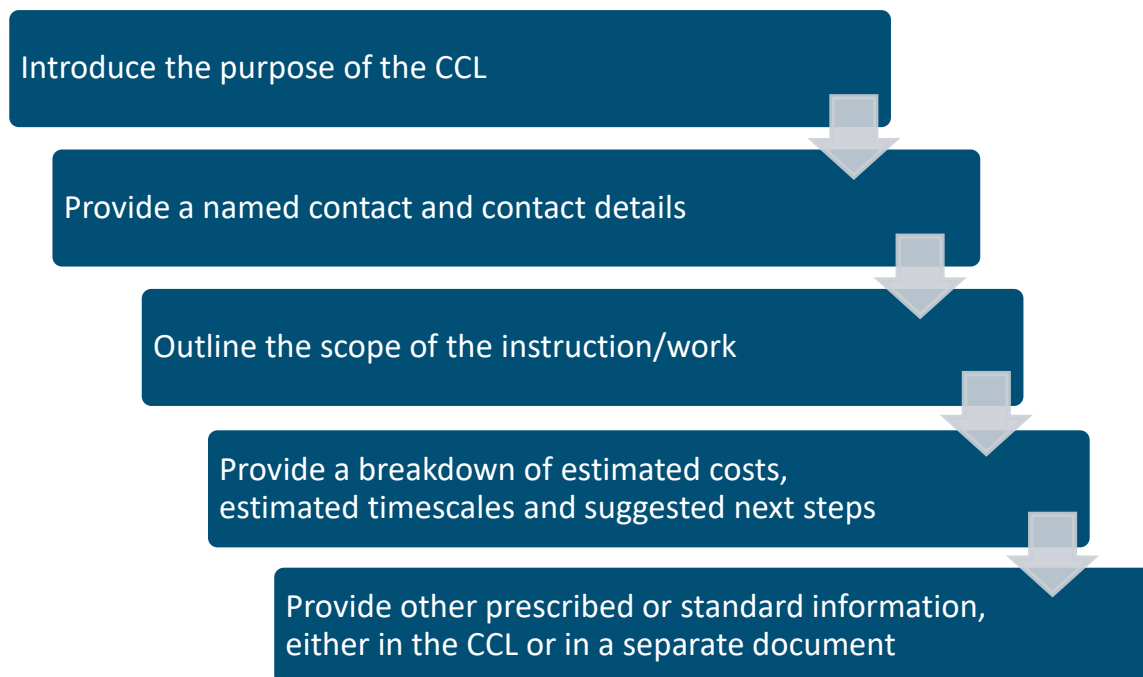 Introduce the purpose of the CCL
Provide a named contact and contact details
Outline the scope of the instruction/work
Provide a breakdown of estimated costs,
estimated timescales and suggested next steps
Provide other prescribed or standard information,
either in the CCL or in a separate document